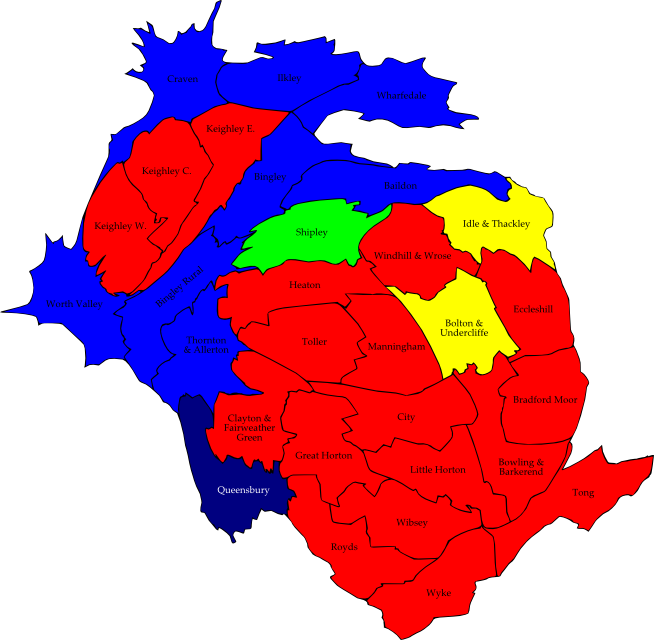 Craven
Ilkley
Wharfedale
Keighley E.
Keighley C.
Bingley
Baildon
Keighley W.
Shipley
Idle & Thackley
Windhill & Wrose
Bingley Rural
Heaton
Worth Valley
Eccleshill
Bolton &
Undercliffe
Thornton
& Allerton
Toller
Manningham
Bradford Moor
Clayton &
Fairweather
Green
City
Great Horton
Little Horton
Bowling &
Barkerend
Queensbury
Tong
Wibsey
Royds
Wyke